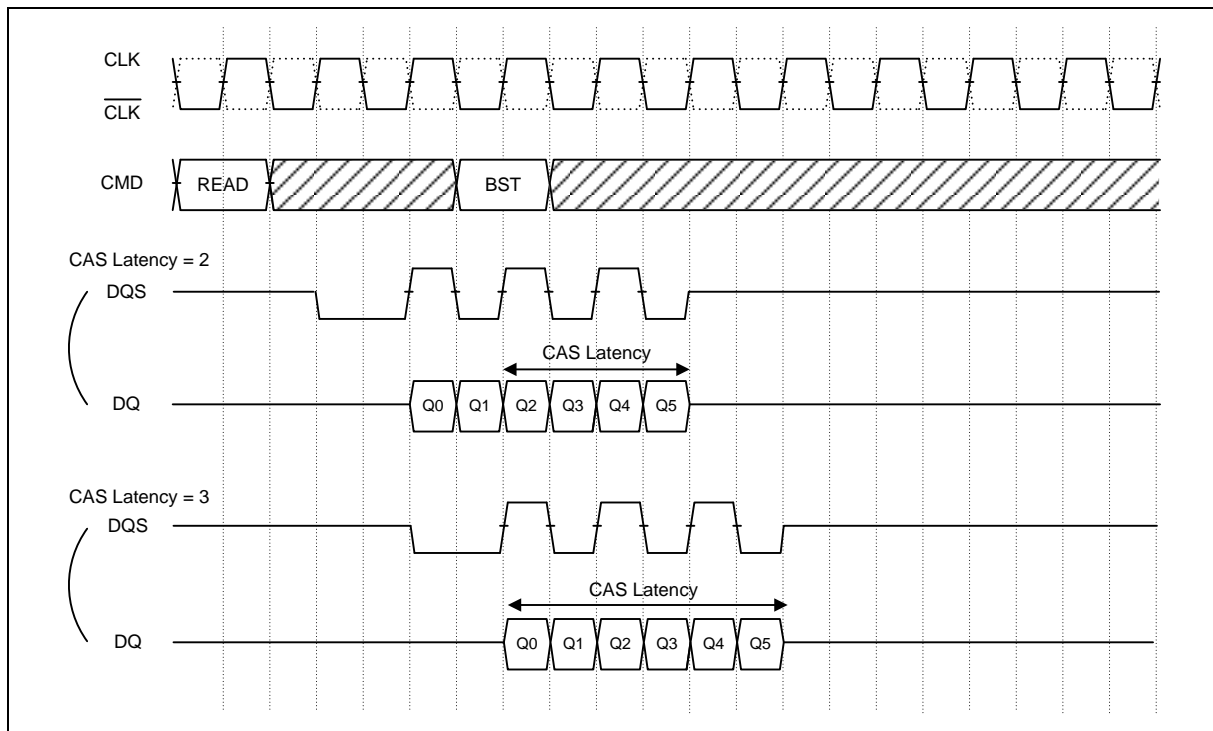 CLK
CLK
CMD READ BST
CAS Latency = 2
DQS
CAS Latency
DQ Q0 Q1 Q2 Q3 Q4 Q5
CAS Latency = 3
DQS
CAS Latency
DQ Q0 Q1 Q2 Q3 Q4 Q5